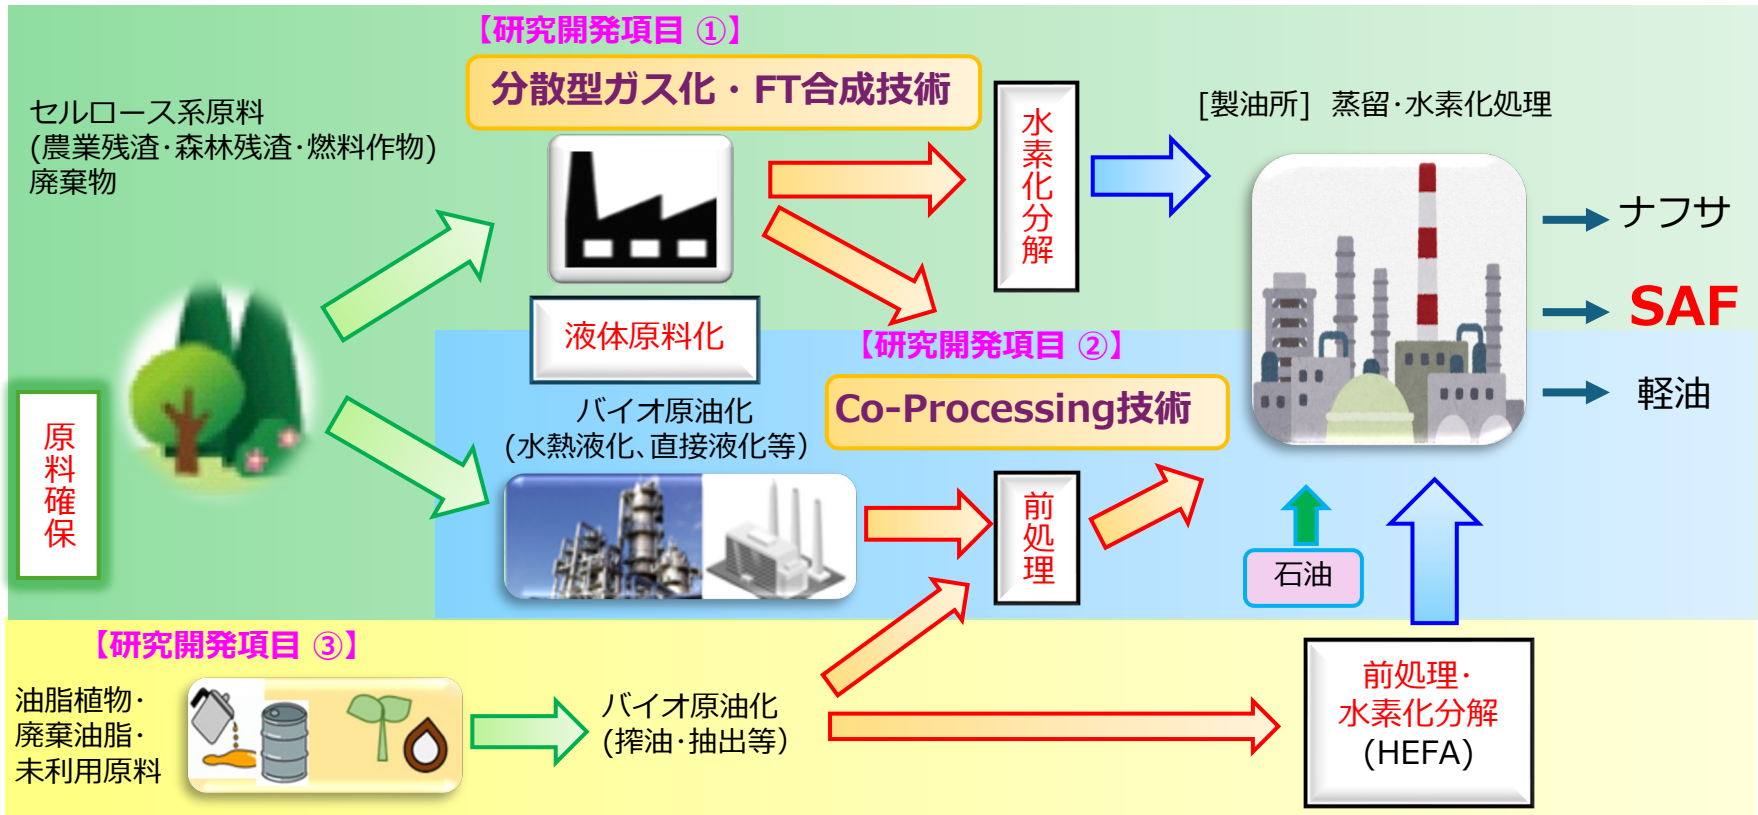 【研究開発項目 ①】
分散型ガス化・FT合成技術
セルロース系原料
(農業残渣･森林残渣･燃料作物)
廃棄物
水素化分解
[製油所] 蒸留･水素化処理
ナフサ
SAF
軽油
液体原料化
【研究開発項目 ②】
Co-Processing技術
原料確保
バイオ原油化
(水熱液化、直接液化等)
前処理
石油
【研究開発項目 ③】
油脂植物･
廃棄油脂･
未利用原料
バイオ原油化
(搾油･抽出等)
前処理･
水素化分解
(HEFA)